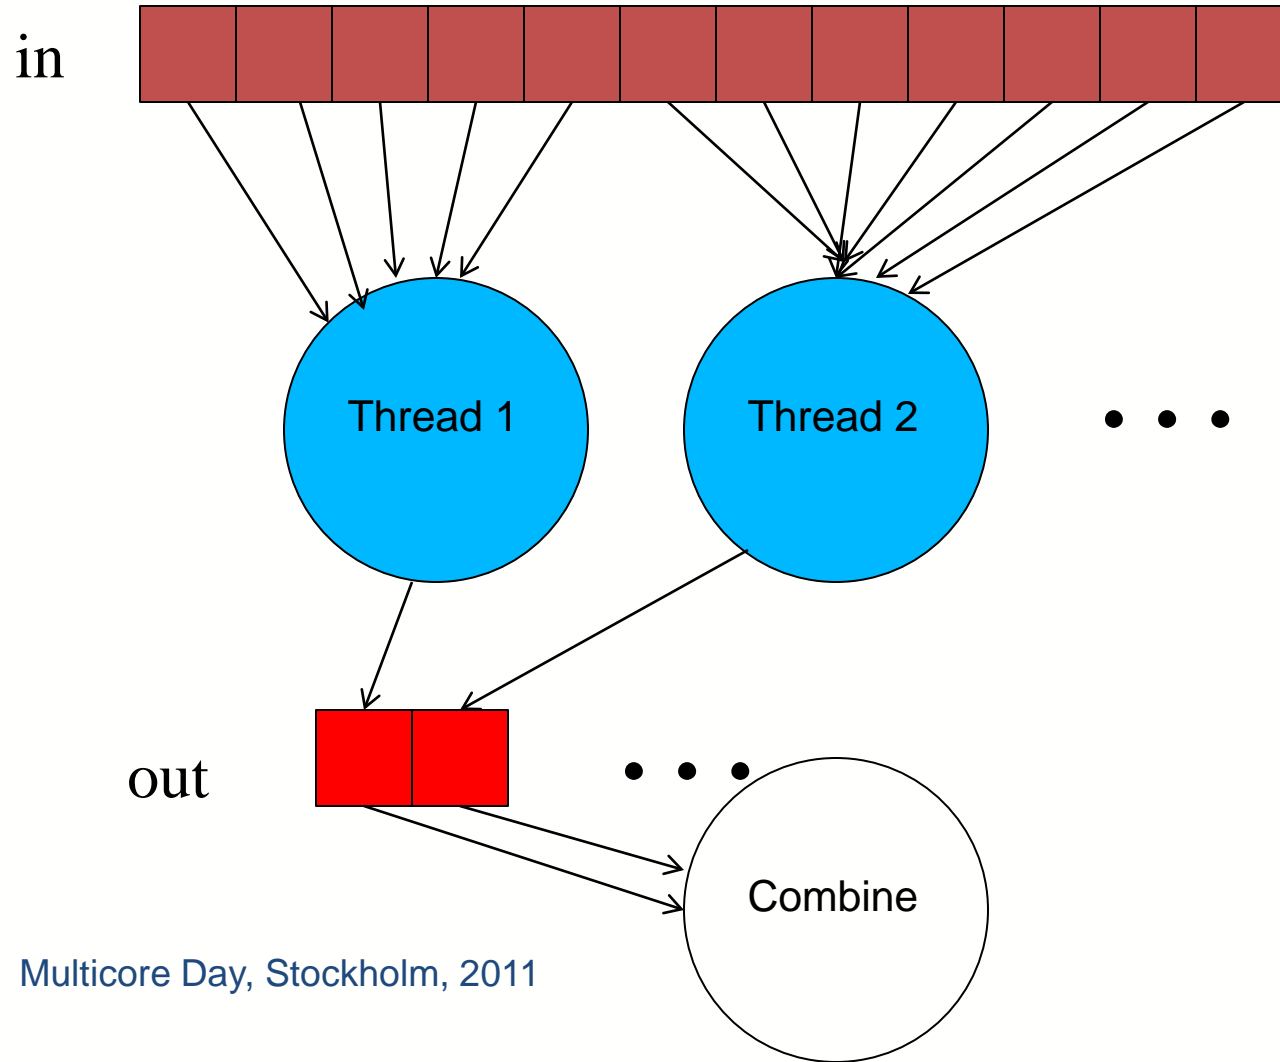 in
Thread 1
Thread 2
• • •
out
• • •
Combine
Multicore Day, Stockholm, 2011